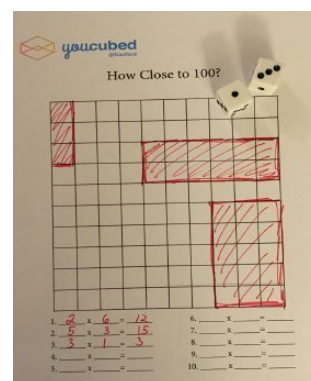 youcubed
How Close to 100?
1. 2 x 6 = 12
2. 5 x 3 = 15
3. 3 x 1 = 3
4. x =
5. x =
6. x =
7. x =
8. x =
9. x =
10. x =